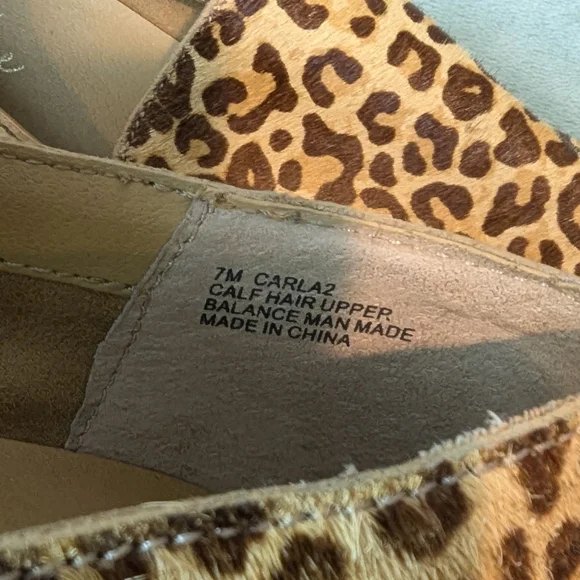 7M CARLA2
CALF HAIR UPPER
BALANCE MAN MADE
MADE IN CHINA